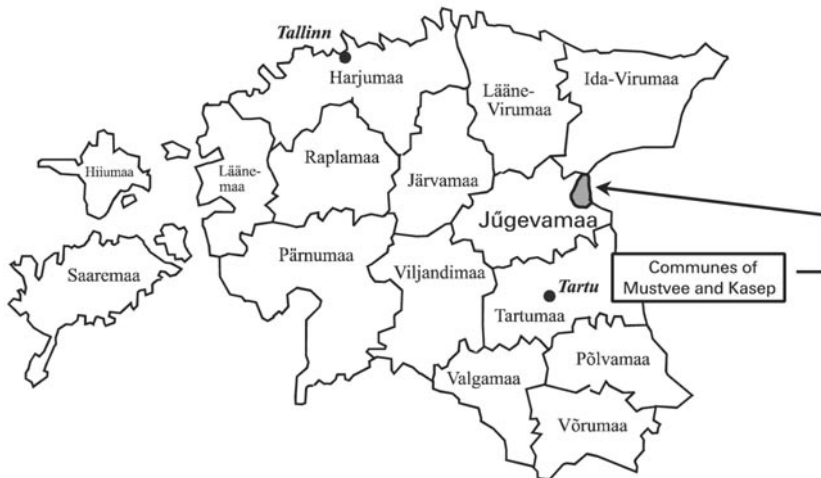 Tallinn
Harjumaa
Lääne-
Virumaa
Ida-Virumaa
Hiiumaa
Lääne-
maa
Raplamaa
Järvamaa
Jűgevamaa
Saaremaa
Pärnumaa
Viljandimaa
Communes of
Mustvee and Kasep
Tartu
Tartumaa
Valgamaa
Põlvamaa
Võrumaa